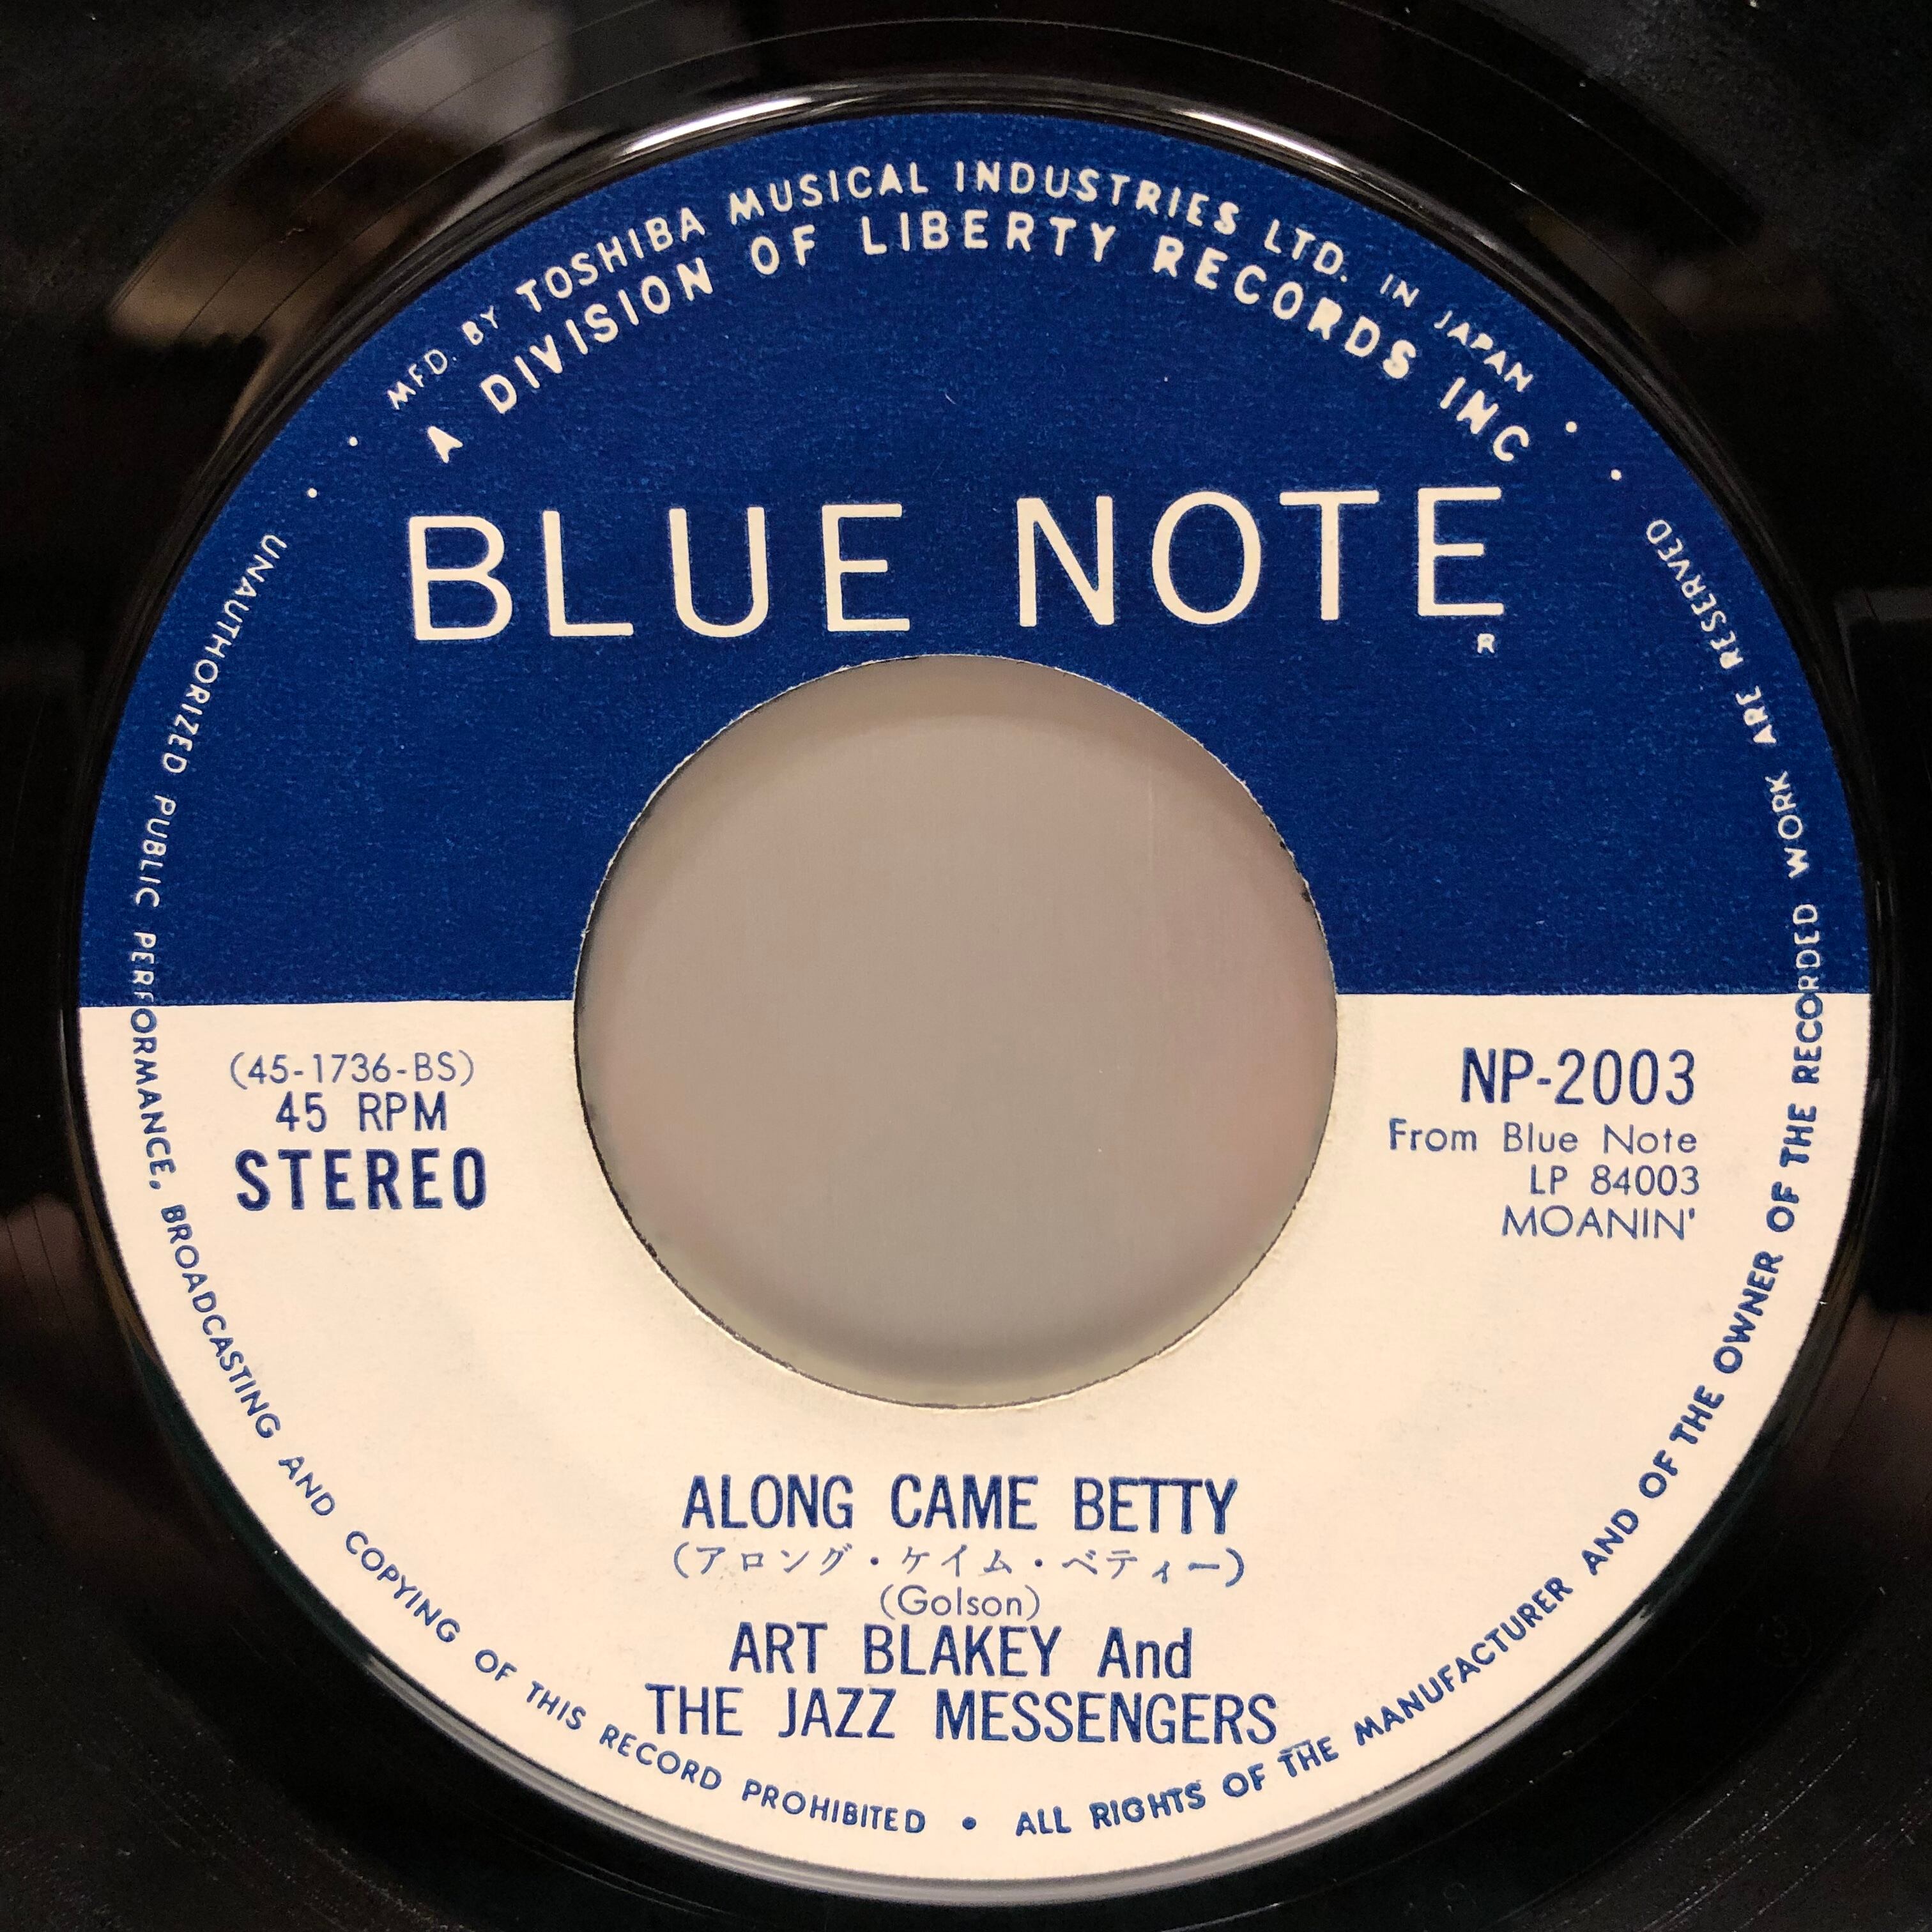 MFD. BY TOSHIBA MUSICAL INDUSTRIES LTD. IN JAPAN
A DIVISION OF LIBERTY RECORDS INC
BLUE NOTE
R
(45-1736-BS)
45 RPM
STEREO
NP-2003
From Blue Note
LP 84003
MOANIN'
ALONG CAME BETTY
(アロング・ケイム・ベティー)
(Golson)
ART BLAKEY And
THE JAZZ MESSENGERS
UNAUTHORIZED PUBLIC PERFORMANCE, BROADCASTING AND COPYING OF THIS RECORD PROHIBITED • ALL RIGHTS OF THE MANUFACTURER AND OF THE OWNER OF THE RECORDED WORK ARE RESERVED